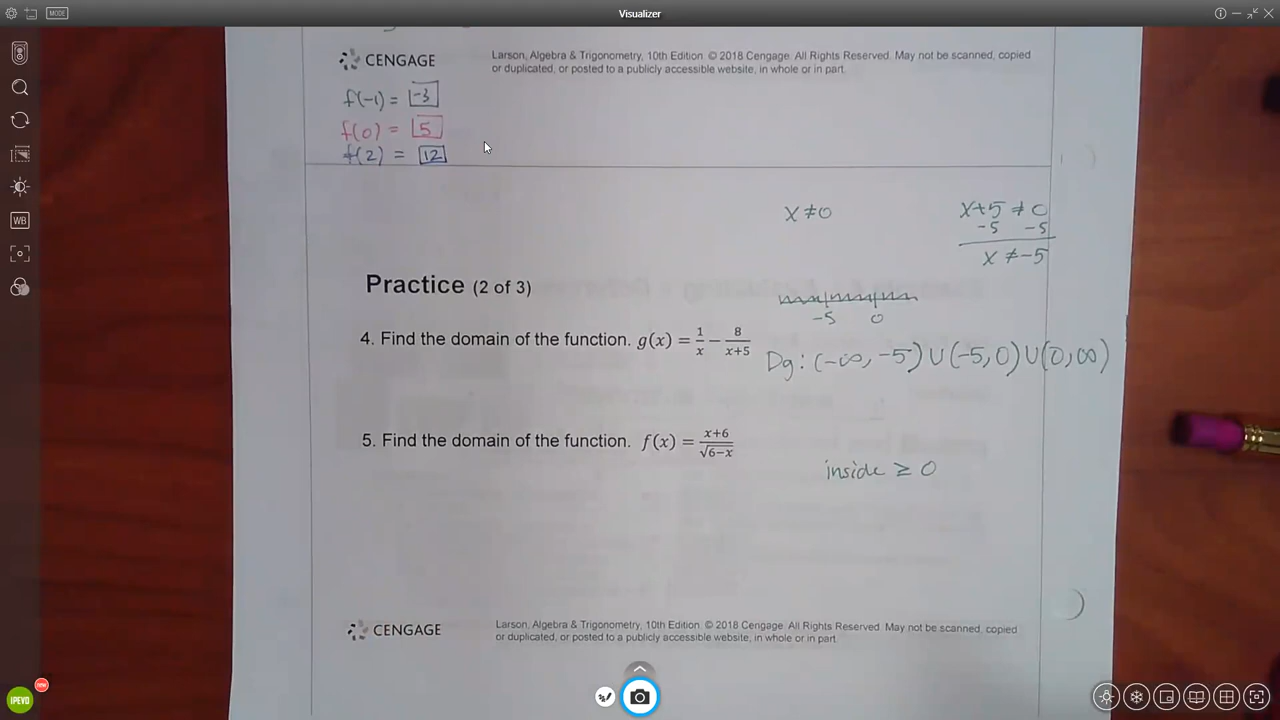 MODE
Visualizer
CENGAGE
Larson, Algebra & Trigonometry, 10th Edition. © 2018 Cengage. All Rights Reserved. May not be scanned, copied
or duplicated, or posted to a publicly accessible website, in whole or in part.
f(-1) = -3
f(0) = 5
f(2) = 12
x ≠ 0
x+5 ≠ 0
-5 -5
x ≠ -5
Practice (2 of 3)
-5 0
4. Find the domain of the function. g(x) = 1/x − 8/(x+5)
Dg: (-∞, -5) ∪ (-5, 0) ∪ (0, ∞)
5. Find the domain of the function. f(x) = (x+6)/√(6−x)
inside ≥ 0
CENGAGE
Larson, Algebra & Trigonometry, 10th Edition. © 2018 Cengage. All Rights Reserved. May not be scanned, copied
or duplicated, or posted to a publicly accessible website, in whole or in part.
WB
IPEVO
new